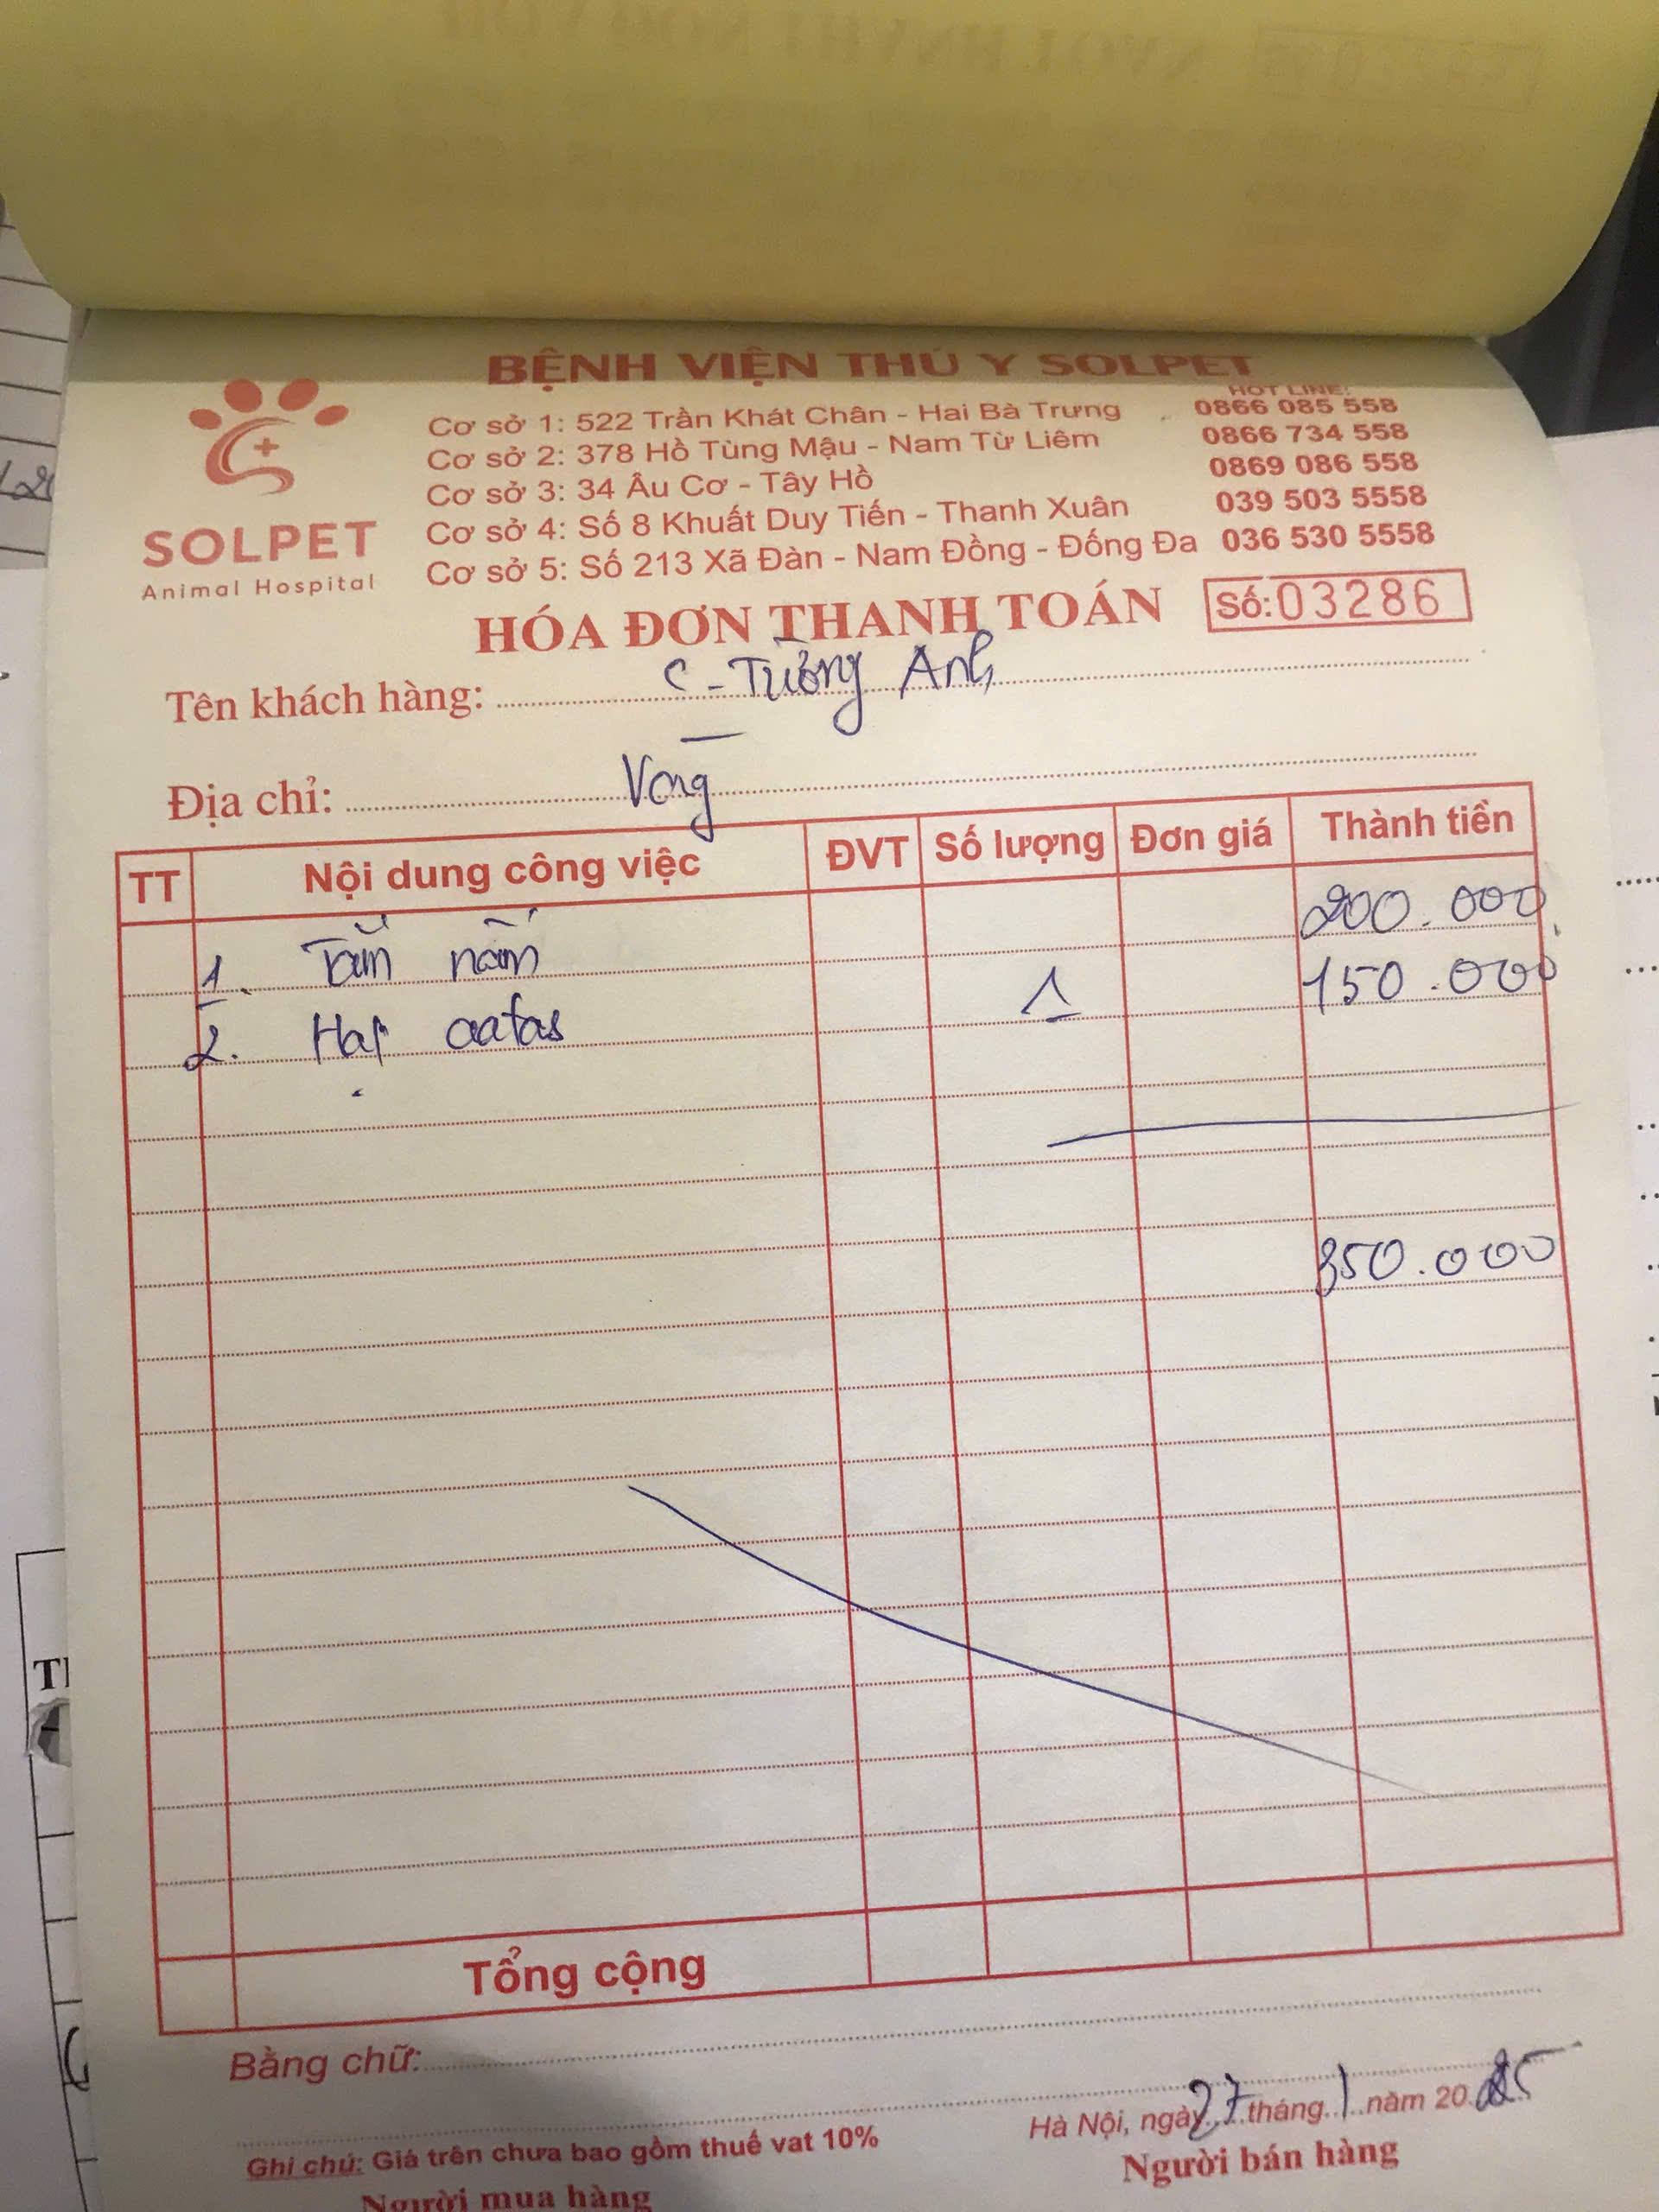 BỆNH VIỆN THÚ Y SOLPET
HOT LINE:
Cơ sở 1: 522 Trần Khát Chân - Hai Bà Trưng 0866 085 558
Cơ sở 2: 378 Hồ Tùng Mậu - Nam Từ Liêm 0866 734 558
Cơ sở 3: 34 Âu Cơ - Tây Hồ 0869 086 558
Cơ sở 4: Số 8 Khuất Duy Tiến - Thanh Xuân 039 503 5558
Cơ sở 5: Số 213 Xã Đàn - Nam Đồng - Đống Đa 036 530 5558
SOLPET
Animal Hospital
HÓA ĐƠN THANH TOÁN Số: 03286
Tên khách hàng: C - Tường Anh
Địa chỉ: Vọng
TT Nội dung công việc ĐVT Số lượng Đơn giá Thành tiền
1. Tắm nấm 200.000
2. Hạt 1 150.000
350.000
Tổng cộng
Bằng chữ:
Hà Nội, ngày 27 tháng 1 năm 2025
Ghi chú: Giá trên chưa bao gồm thuế vat 10%
Người bán hàng
Người mua hàng